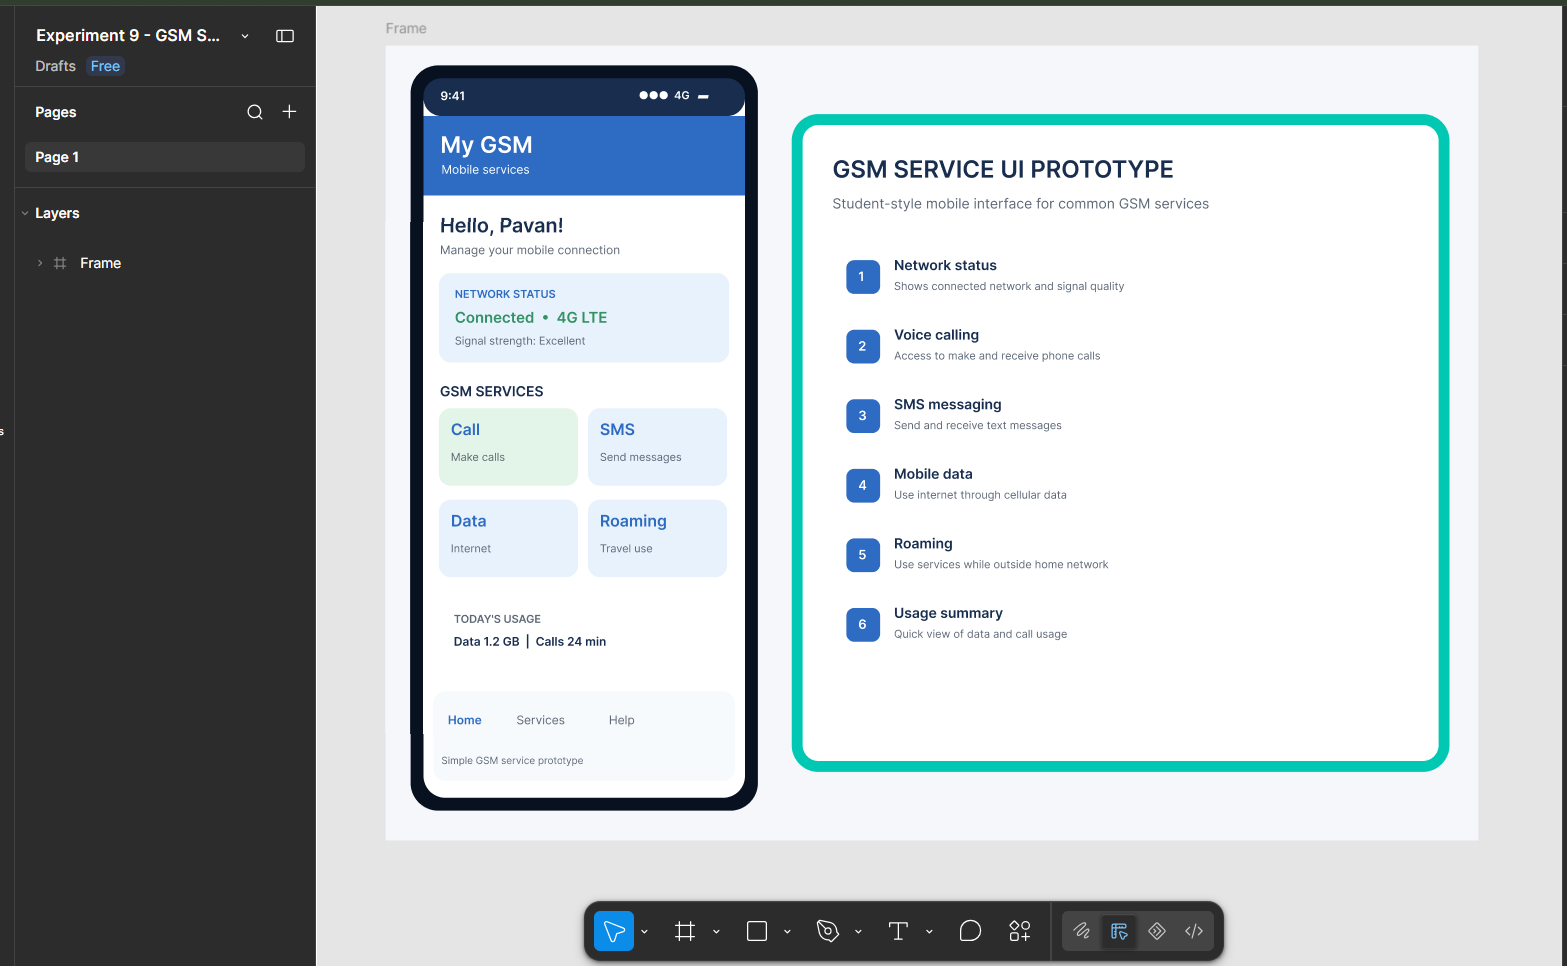 Experiment 9 - GSM S...
Drafts Free
Pages
Page 1
Layers
Frame
s
Frame
9:41 4G
My GSM
Mobile services
Hello, Pavan!
Manage your mobile connection
NETWORK STATUS
Connected • 4G LTE
Signal strength: Excellent
GSM SERVICES
Call
Make calls
SMS
Send messages
Data
Internet
Roaming
Travel use
TODAY'S USAGE
Data 1.2 GB | Calls 24 min
Home Services Help
Simple GSM service prototype
GSM SERVICE UI PROTOTYPE
Student-style mobile interface for common GSM services
1 Network status
Shows connected network and signal quality
2 Voice calling
Access to make and receive phone calls
3 SMS messaging
Send and receive text messages
4 Mobile data
Use internet through cellular data
5 Roaming
Use services while outside home network
6 Usage summary
Quick view of data and call usage